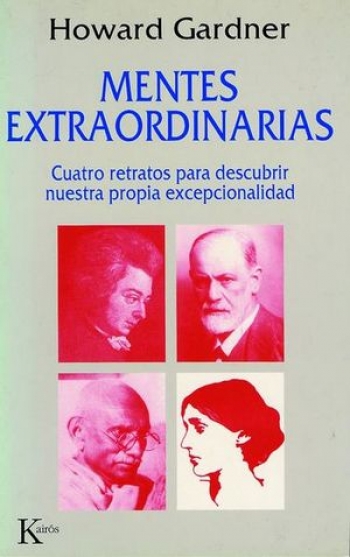 Howard Gardner
MENTES
EXTRAORDINARIAS
Cuatro retratos para descubrir
nuestra propia excepcionalidad
Kairós